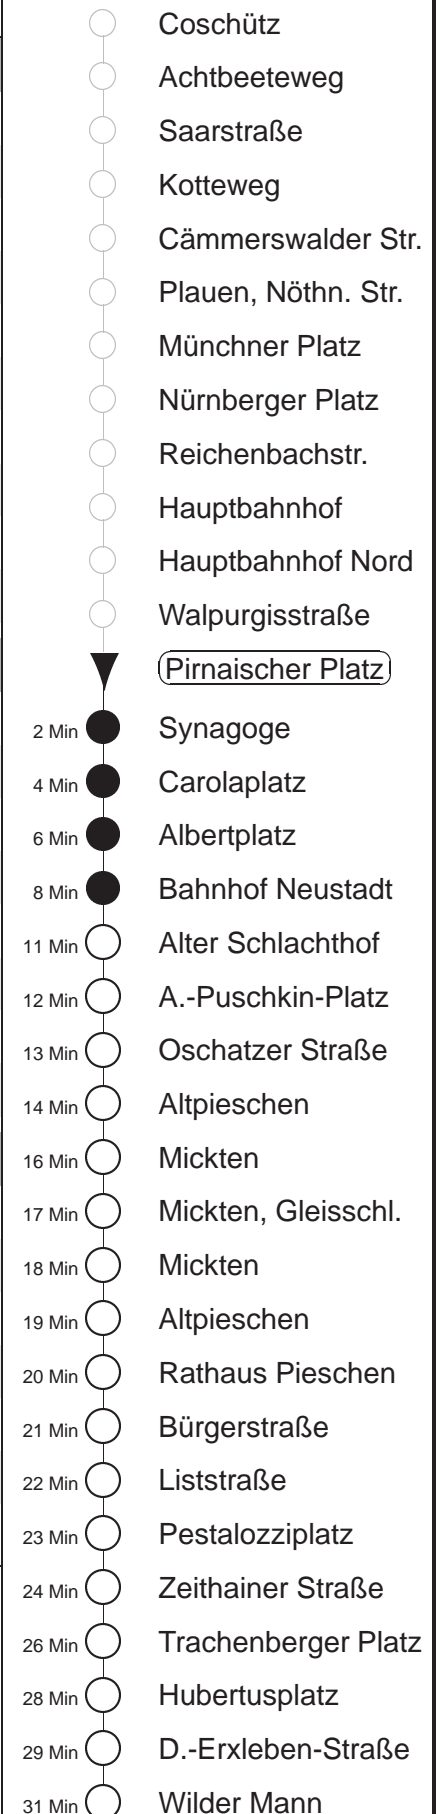 Coschütz
Achtbeeteweg
Saarstraße
Kotteweg
Cämmerswalder Str.
Plauen, Nöthn. Str.
Münchner Platz
Nürnberger Platz
Reichenbachstr.
Hauptbahnhof
Hauptbahnhof Nord
Walpurgisstraße
Pirnaischer Platz
2 Min Synagoge
4 Min Carolaplatz
6 Min Albertplatz
8 Min Bahnhof Neustadt
11 Min Alter Schlachthof
12 Min A.-Puschkin-Platz
13 Min Oschatzer Straße
14 Min Altpieschen
16 Min Mickten
17 Min Mickten, Gleisschl.
18 Min Mickten
19 Min Altpieschen
20 Min Rathaus Pieschen
21 Min Bürgerstraße
22 Min Liststraße
23 Min Pestalozziplatz
24 Min Zeithainer Straße
26 Min Trachenberger Platz
28 Min Hubertusplatz
29 Min D.-Erxleben-Straße
31 Min Wilder Mann